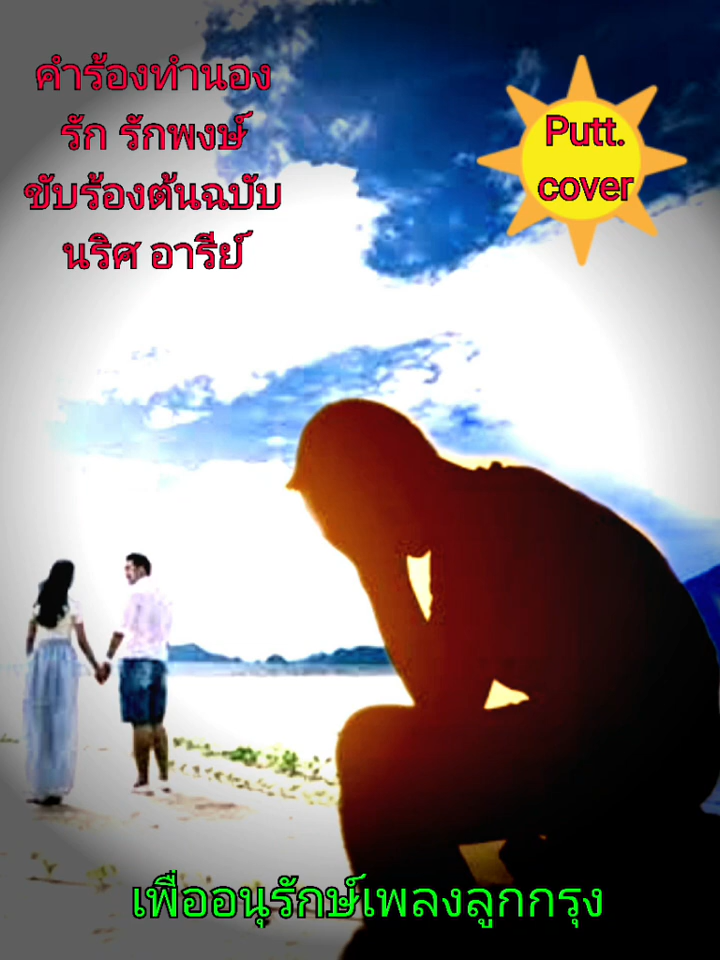 คำร้องทำนอง
รัก รักพงษ์
ขับร้องต้นฉบับ
นริศ อารีย์
Putt.
cover
เพื่ออนุรักษ์เพลงลูกกรุง